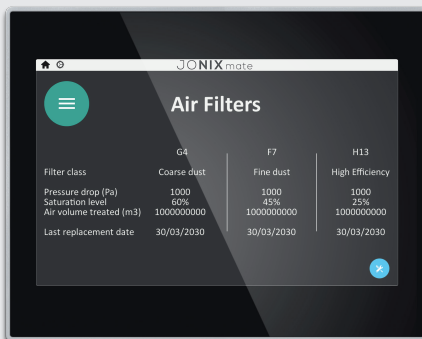 JONIX mate
Air Filters
G4 F7 H13
Filter class Coarse dust Fine dust High Efficiency
Pressure drop (Pa) 1000 1000 1000
Saturation level 60% 45% 25%
Air volume treated (m3) 1000000000 1000000000 1000000000
Last replacement date 30/03/2030 30/03/2030 30/03/2030